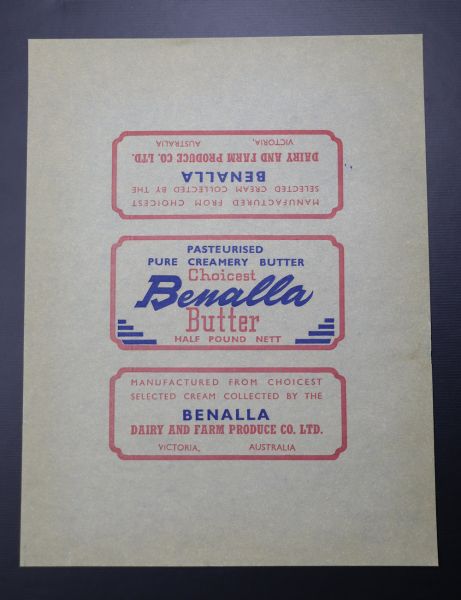 MANUFACTURED FROM CHOICEST
SELECTED CREAM COLLECTED BY THE
BENALLA
DAIRY AND FARM PRODUCE CO. LTD.
VICTORIA, AUSTRALIA
PASTEURISED
PURE CREAMERY BUTTER
Choicest
Benalla
Butter
HALF POUND NETT
MANUFACTURED FROM CHOICEST
SELECTED CREAM COLLECTED BY THE
BENALLA
DAIRY AND FARM PRODUCE CO. LTD.
VICTORIA, AUSTRALIA